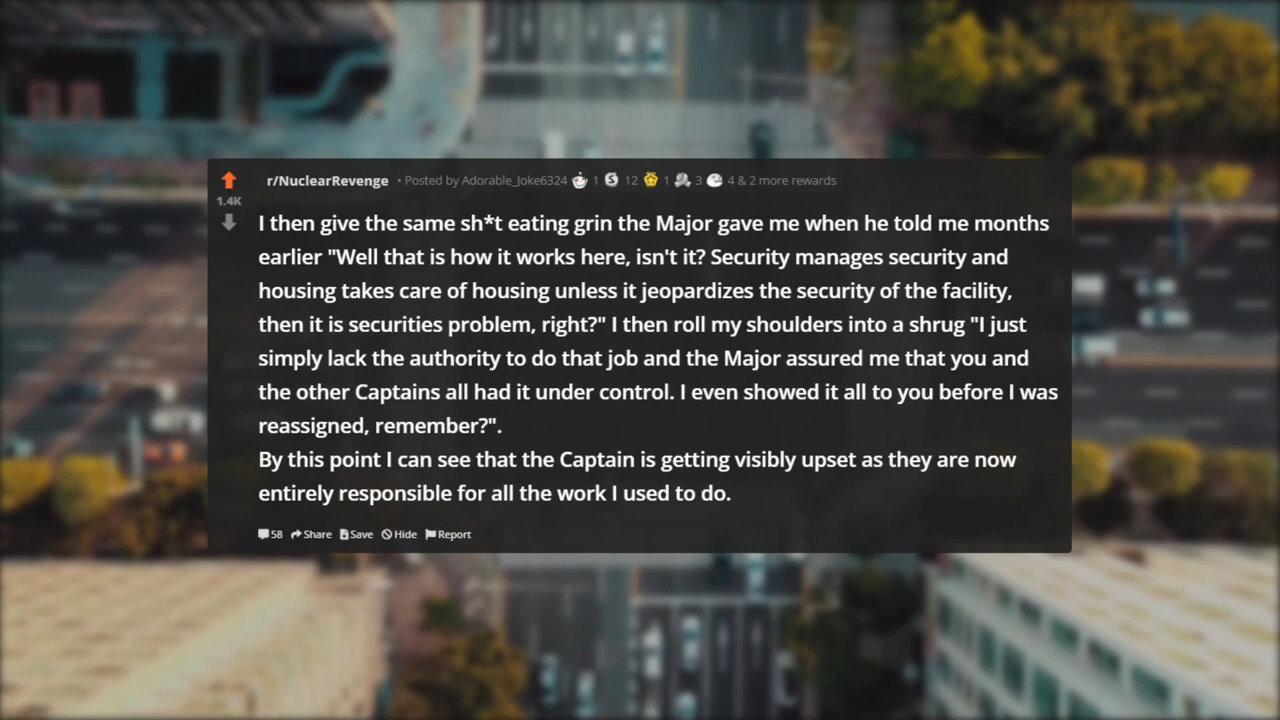 r/NuclearRevenge • Posted by Adorable_Joke6324 1 12 1 3 4 & 2 more rewards
1.4K
I then give the same sh*t eating grin the Major gave me when he told me months
earlier "Well that is how it works here, isn't it? Security manages security and
housing takes care of housing unless it jeopardizes the security of the facility,
then it is securities problem, right?" I then roll my shoulders into a shrug "I just
simply lack the authority to do that job and the Major assured me that you and
the other Captains all had it under control. I even showed it all to you before I was
reassigned, remember?".
By this point I can see that the Captain is getting visibly upset as they are now
entirely responsible for all the work I used to do.
58 Share Save Hide Report